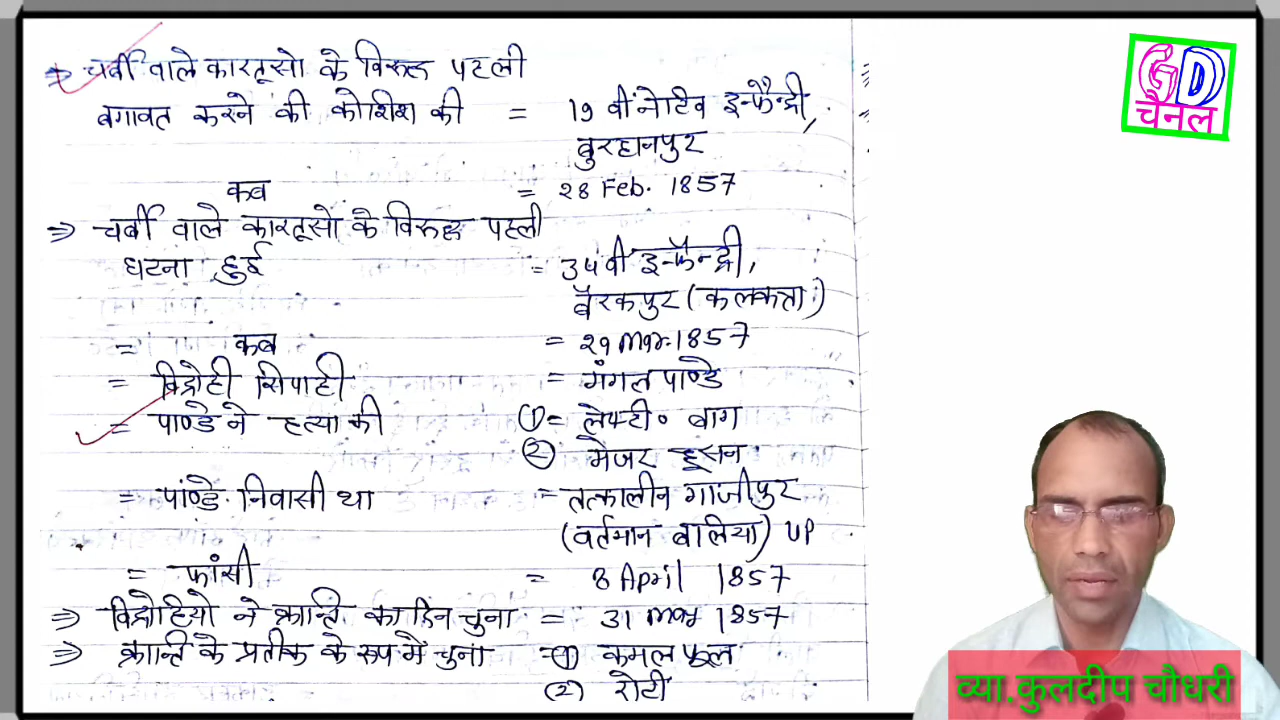 ⇒ चर्बी वाले कारतूसो के विरुद्ध पहली
बगावत करने की कोशिश की = 19 वी नेटिव इन्फैन्ट्री,
बुरहानपुर
कब = 28 Feb. 1857
⇒ चर्बी वाले कारतूसो के विरुद्ध पहली
घटना हुई = 34 वी इन्फैन्ट्री,
बैरकपुर (कलकत्ता)
= कब = 29 Mar. 1857
= विद्रोही सिपाही = मंगल पाण्डे
= पाण्डे ने हत्या की ① = लेफ्टी० बाग
② मेजर हूसन
= पांण्डे निवासी था = तत्कालीन गाजीपुर
(वर्तमान बालिया) UP
= फांसी = 8 April 1857
⇒ विद्रोहियो ने क्रान्ति का दिन चुना = 31 May 1857
⇒ क्रान्ति के प्रतीक के रूप में चुना = ① कमल फूल
(2) रोटी
GD
चैनल
व्या.कुलदीप चौधरी